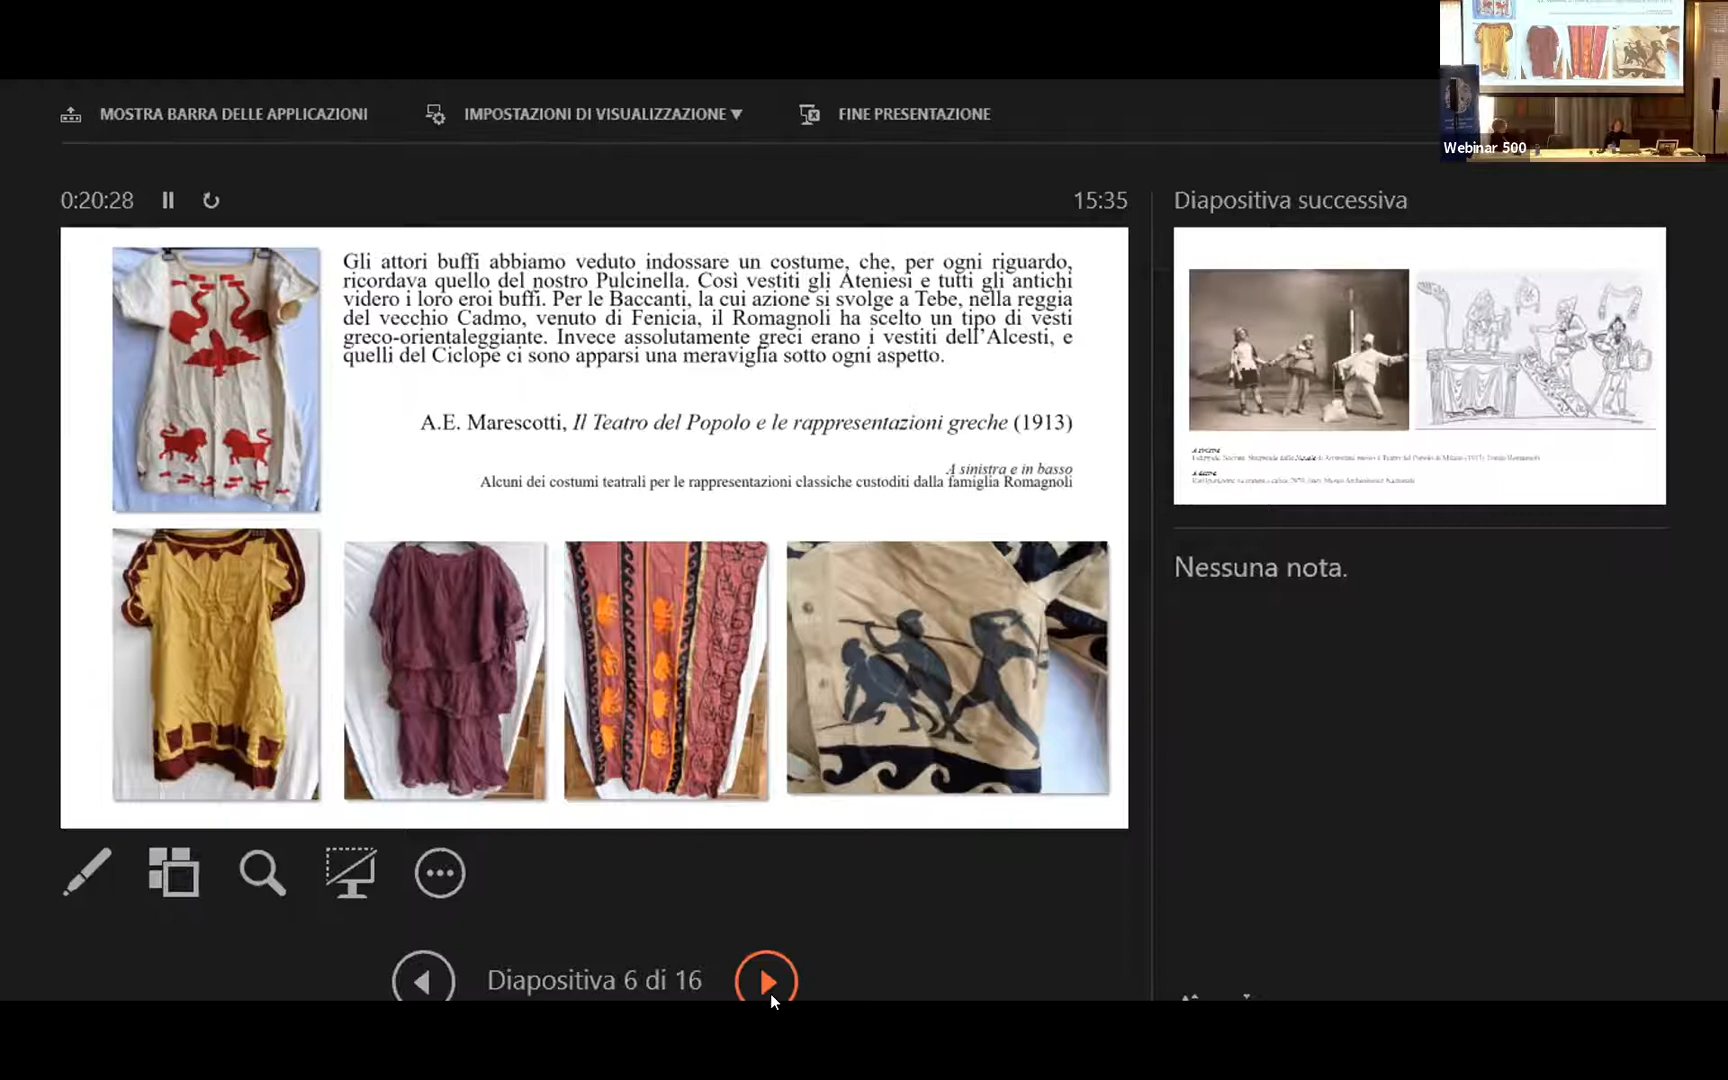 MOSTRA BARRA DELLE APPLICAZIONI
IMPOSTAZIONI DI VISUALIZZAZIONE
FINE PRESENTAZIONE
Webinar 500
0:20:28
15:35
Diapositiva successiva
Gli attori buffi abbiamo veduto indossare un costume, che, per ogni riguardo,
ricordava quello del nostro Pulcinella. Così vestiti gli Ateniesi e tutti gli antichi
videro i loro eroi buffi. Per le Baccanti, la cui azione si svolge a Tebe, nella reggia
del vecchio Cadmo, venuto di Fenicia, il Romagnoli ha scelto un tipo di vesti
greco-orientaleggiante. Invece assolutamente greci erano i vestiti dell'Alcesti, e
quelli del Ciclope ci sono apparsi una meraviglia sotto ogni aspetto.
A.E. Marescotti, Il Teatro del Popolo e le rappresentazioni greche (1913)
A sinistra e in basso
Alcuni dei costumi teatrali per le rappresentazioni classiche custoditi dalla famiglia Romagnoli
A sinistra
A destra
Nessuna nota.
Diapositiva 6 di 16